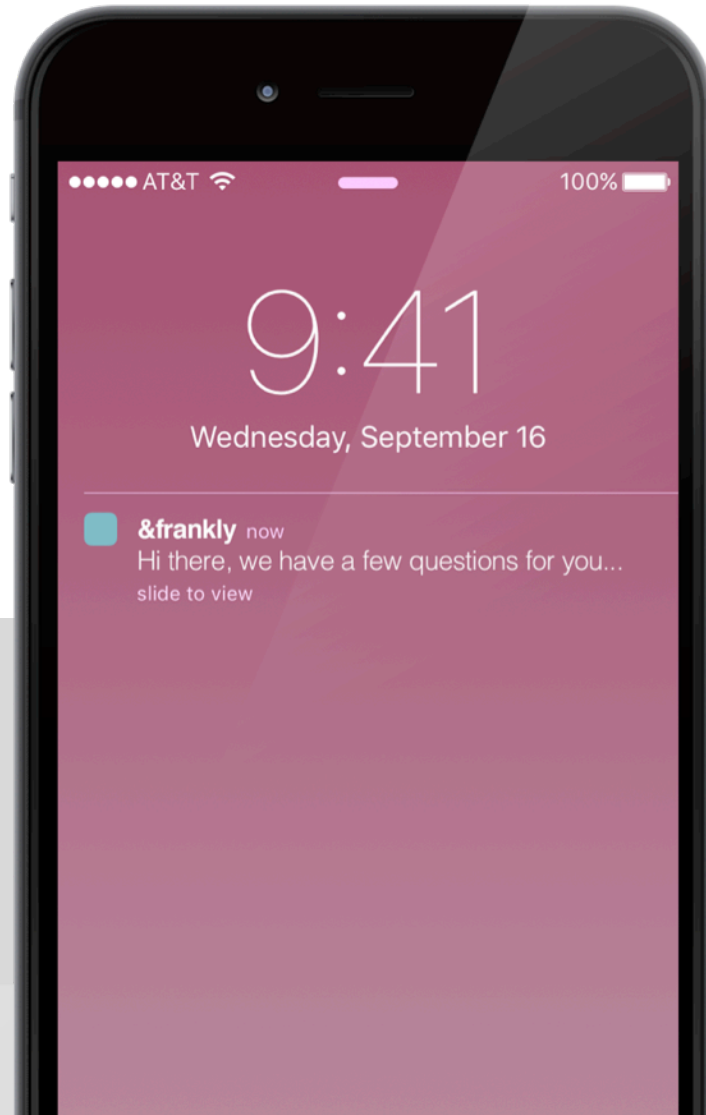 AT&T 100%
9:41
Wednesday, September 16
&frankly now
Hi there, we have a few questions for you...
slide to view